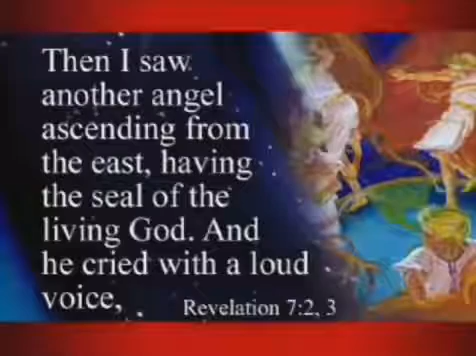 Then I saw
another angel
ascending from
the east, having
the seal of the
living God. And
he cried with a loud
voice,
Revelation 7:2, 3